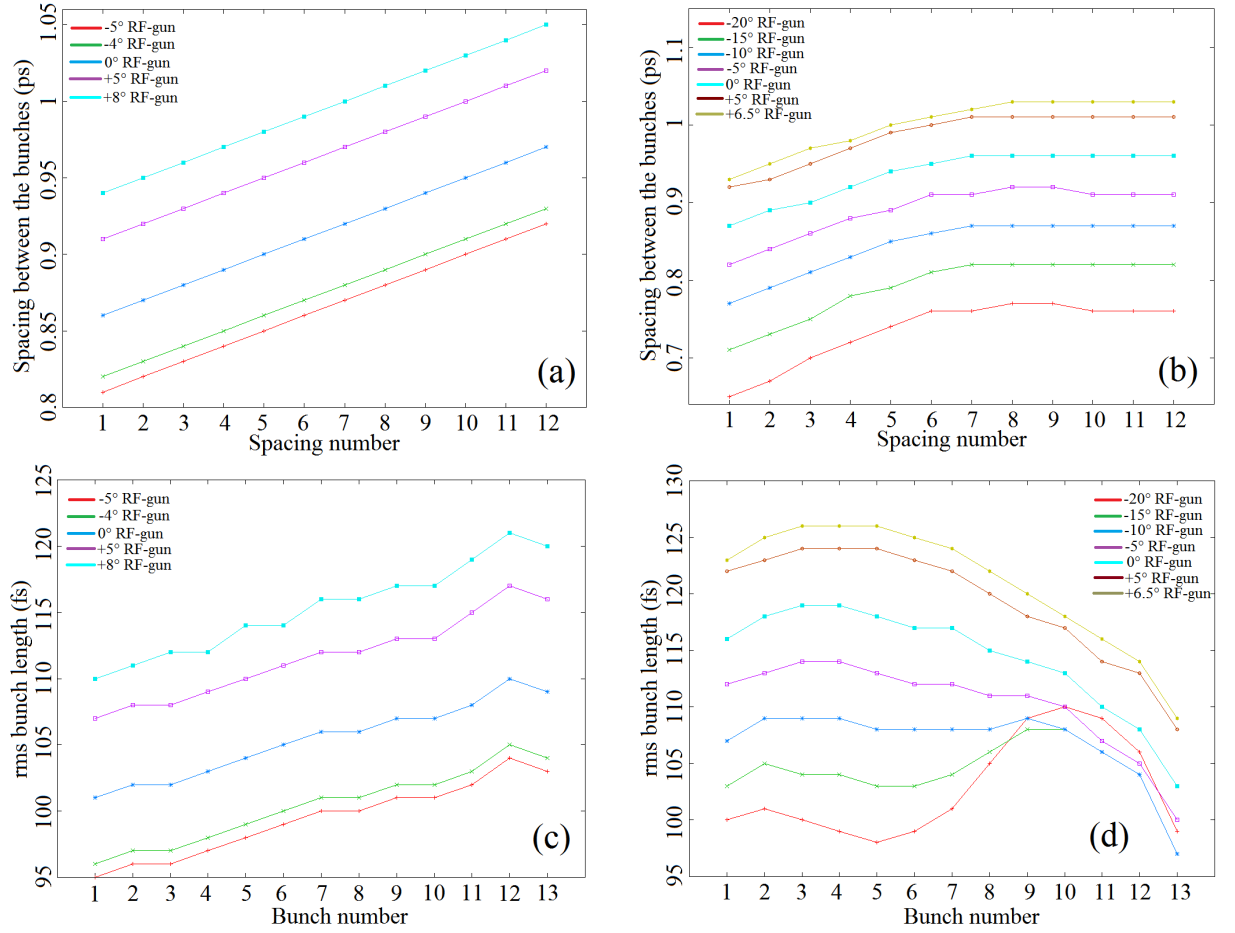 Spacing between the bunches (ps)
1.05
1
0.95
0.9
0.85
0.8
-5° RF-gun
-4° RF-gun
0° RF-gun
+5° RF-gun
+8° RF-gun
(a)
1 2 3 4 5 6 7 8 9 10 11 12
Spacing number
Spacing between the bunches (ps)
1.1
1
0.9
0.8
0.7
-20° RF-gun
-15° RF-gun
-10° RF-gun
-5° RF-gun
0° RF-gun
+5° RF-gun
+6.5° RF-gun
(b)
1 2 3 4 5 6 7 8 9 10 11 12
Spacing number
rms bunch length (fs)
125
120
115
110
105
100
95
-5° RF-gun
-4° RF-gun
0° RF-gun
+5° RF-gun
+8° RF-gun
(c)
1 2 3 4 5 6 7 8 9 10 11 12 13
Bunch number
rms bunch length (fs)
130
125
120
115
110
105
100
95
-20° RF-gun
-15° RF-gun
-10° RF-gun
-5° RF-gun
0° RF-gun
+5° RF-gun
+6.5° RF-gun
(d)
1 2 3 4 5 6 7 8 9 10 11 12 13
Bunch number